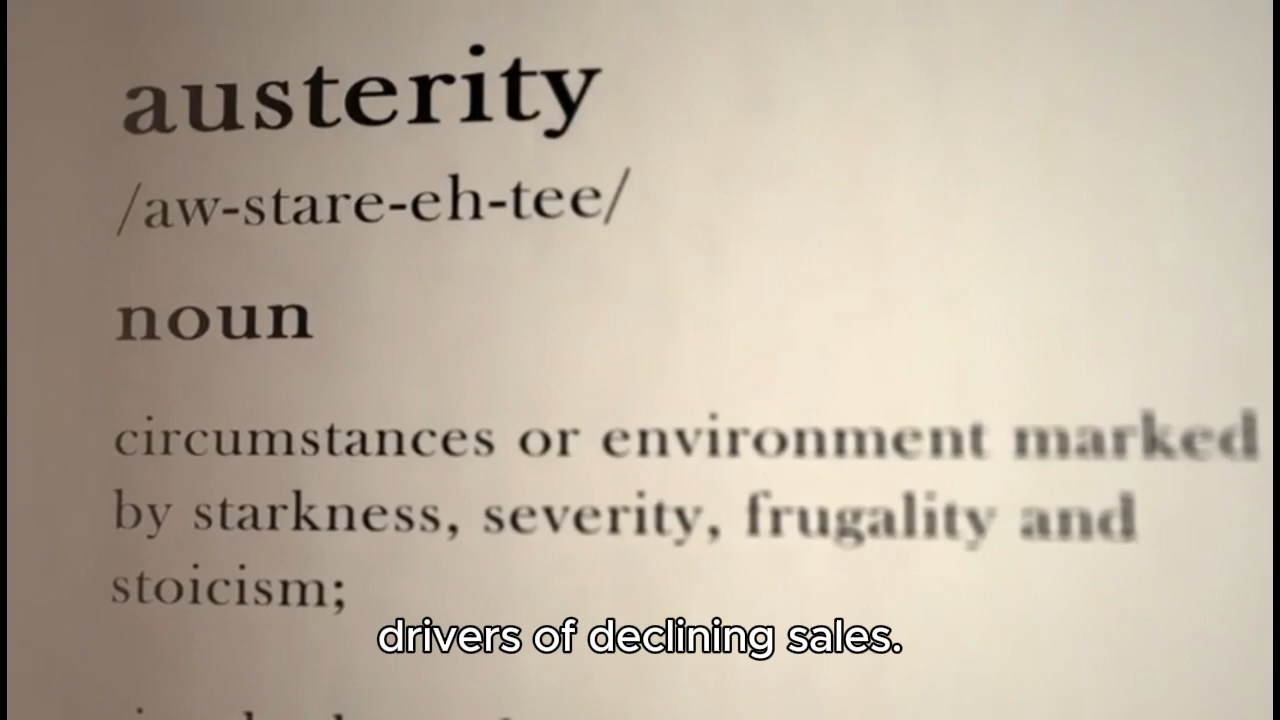 austerity
/aw-stare-eh-tee/
noun
circumstances or environment marked
by starkness, severity, frugality and
stoicism;
drivers of declining sales.